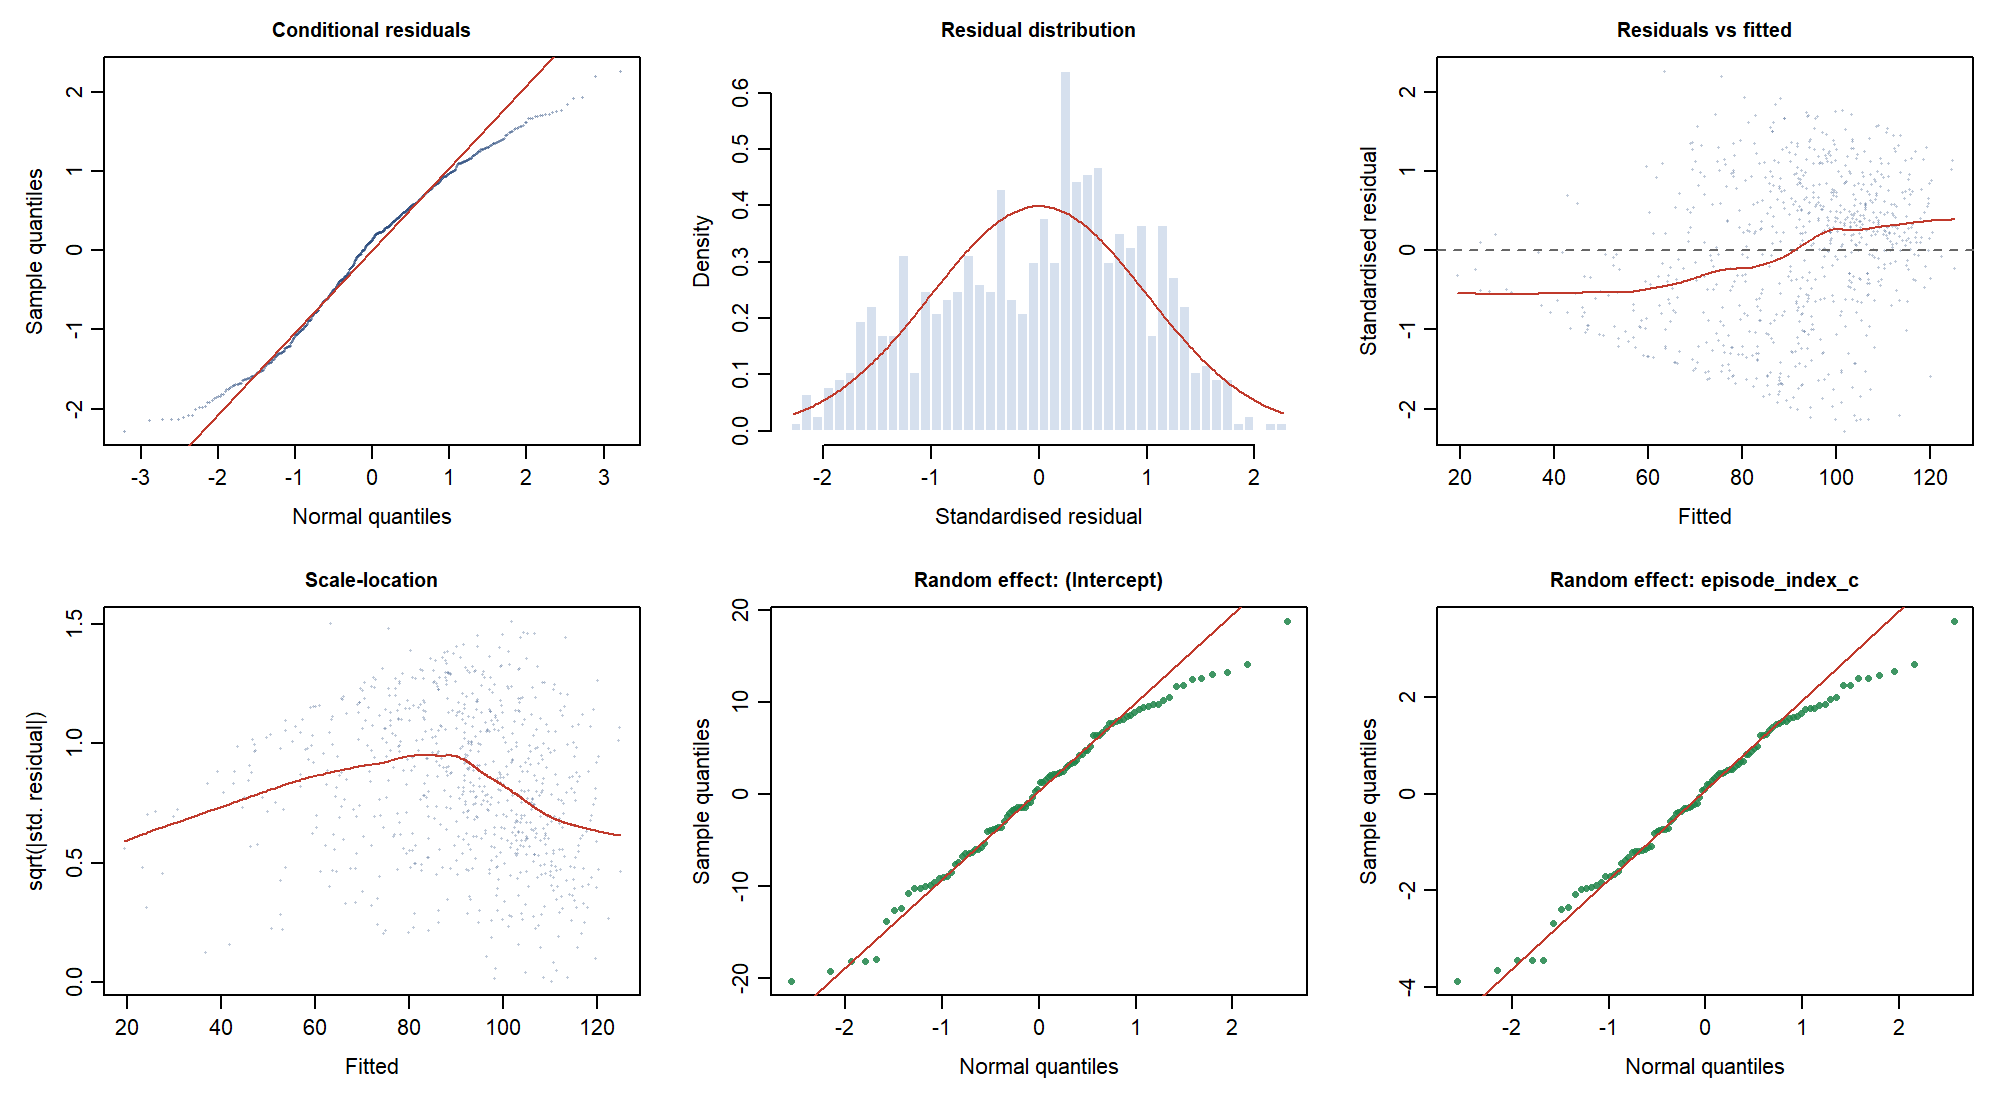 Conditional residuals
Sample quantiles
2
1
0
-1
-2
-3 -2 -1 0 1 2 3
Normal quantiles
Residual distribution
Density
0.6
0.5
0.4
0.3
0.2
0.1
0.0
-2 -1 0 1 2
Standardised residual
Residuals vs fitted
Standardised residual
2
1
0
-1
-2
20 40 60 80 100 120
Fitted
Scale-location
sqrt(|std. residual|)
1.5
1.0
0.5
0.0
20 40 60 80 100 120
Fitted
Random effect: (Intercept)
Sample quantiles
20
10
0
-10
-20
-2 -1 0 1 2
Normal quantiles
Random effect: episode_index_c
Sample quantiles
2
0
-2
-4
-2 -1 0 1 2
Normal quantiles